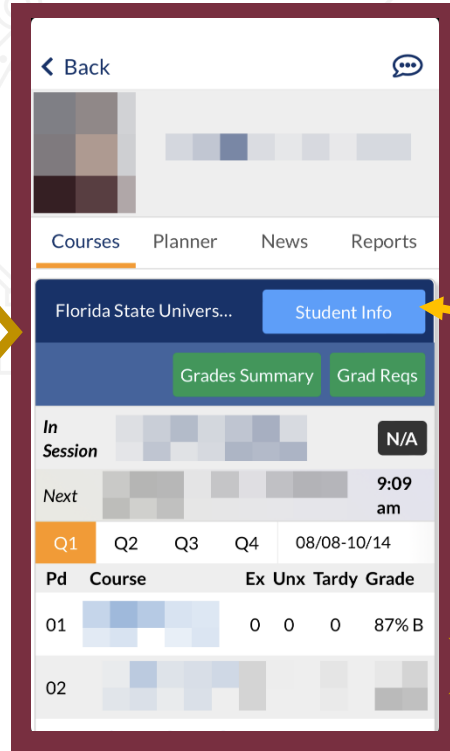 Back
Courses Planner News Reports
Florida State Univers... Student Info
Grades Summary Grad Reqs
In
Session N/A
Next 9:09
am
Q1 Q2 Q3 Q4 08/08-10/14
Pd Course Ex Unx Tardy Grade
01 0 0 0 87% B
02